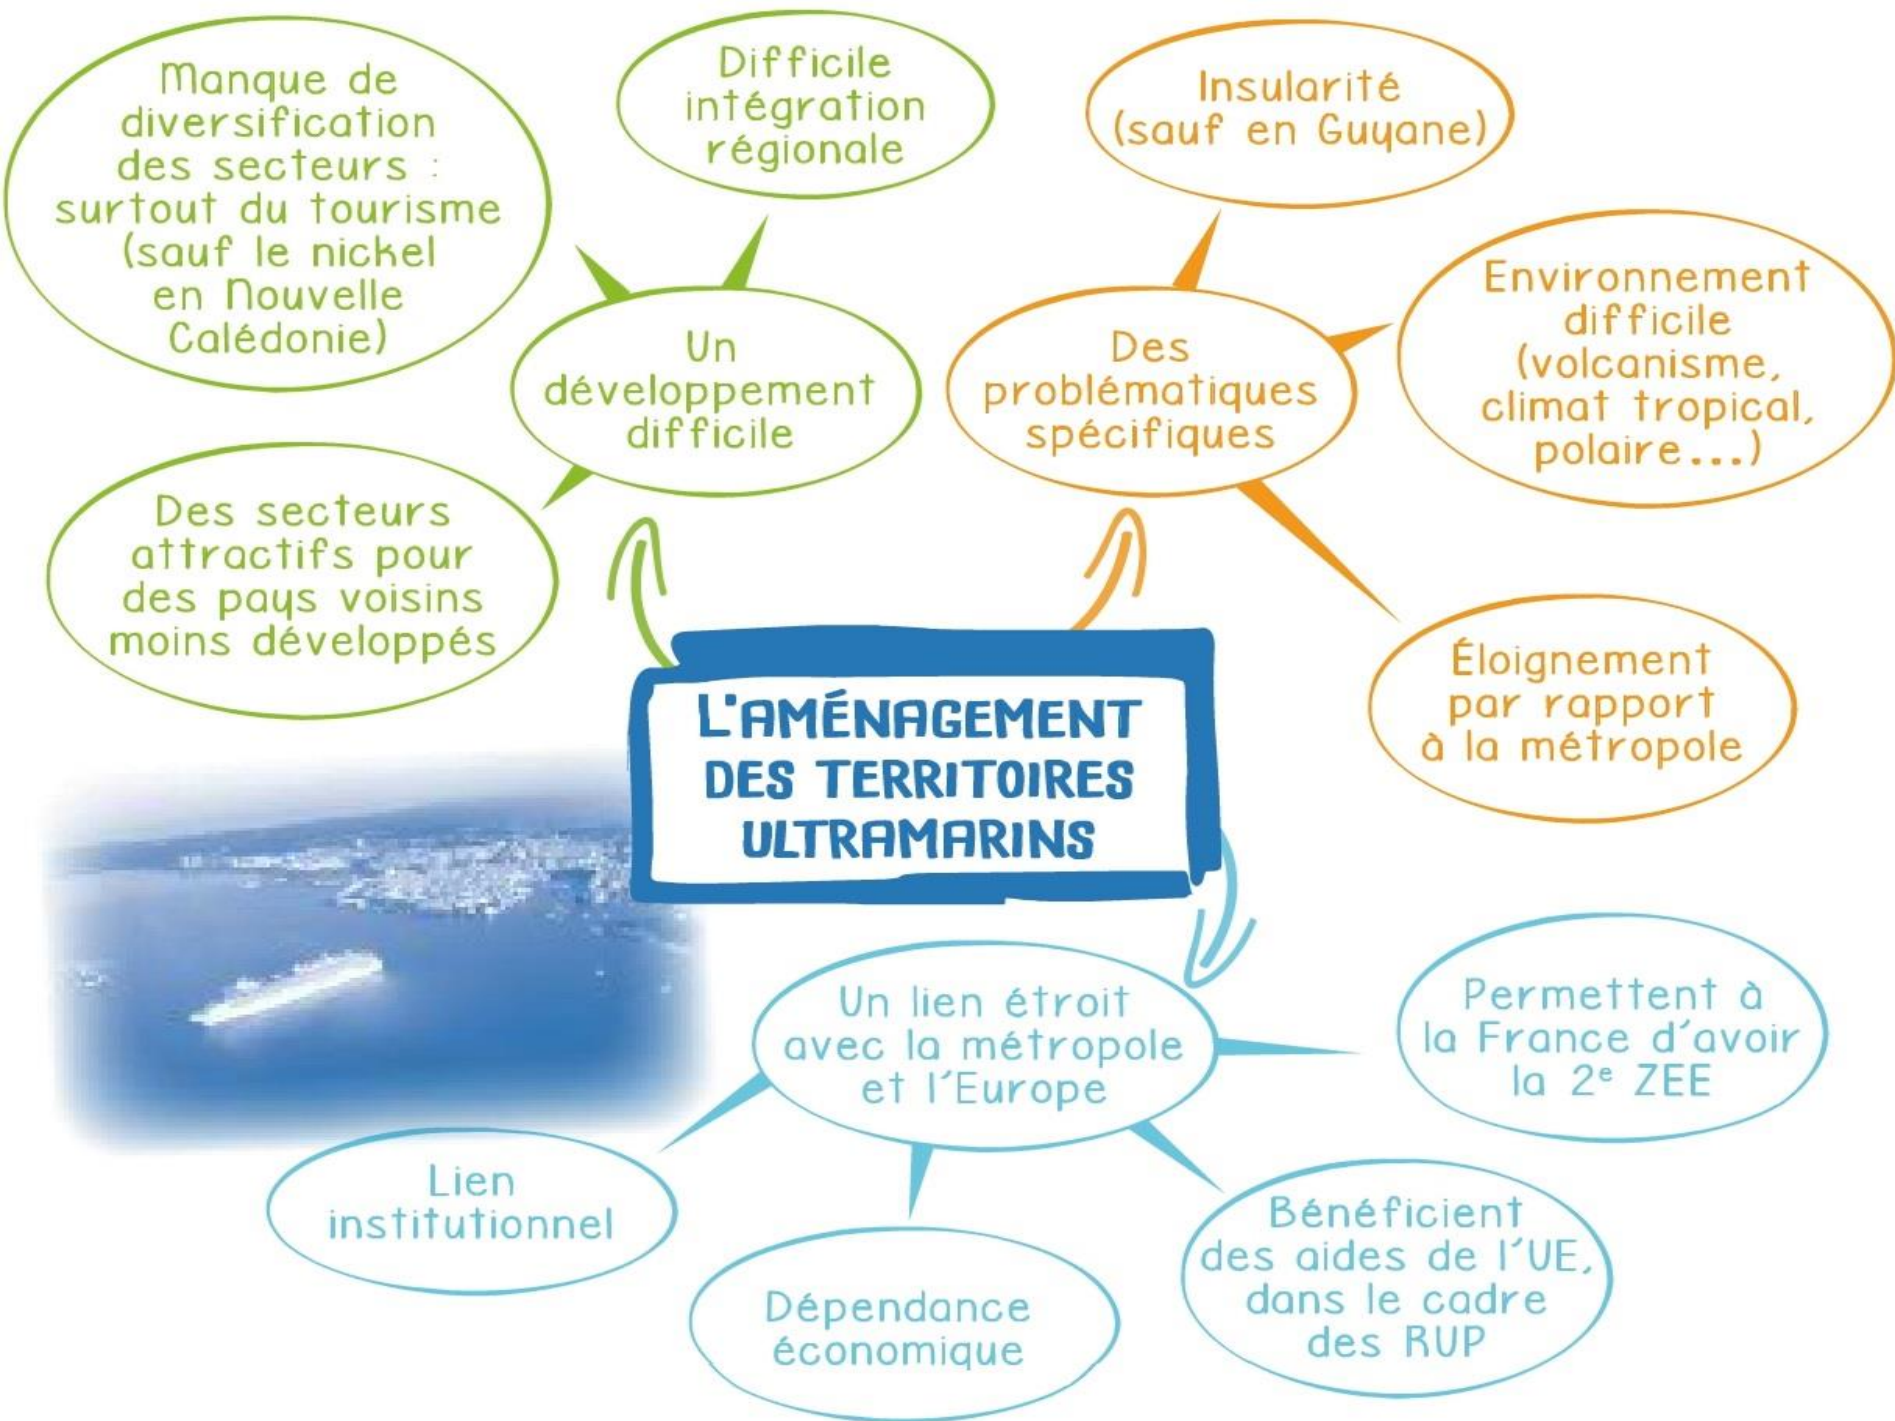 Manque de
diversification
des secteurs :
surtout du tourisme
(sauf le nickel
en Nouvelle
Calédonie)
Difficile
intégration
régionale
Insularité
(sauf en Guyane)
Environnement
difficile
(volcanisme,
climat tropical,
polaire...)
Un
développement
difficile
Des
problématiques
spécifiques
Des secteurs
attractifs pour
des pays voisins
moins développés
Éloignement
par rapport
à la métropole
L'AMÉNAGEMENT
DES TERRITOIRES
ULTRAMARINS
Un lien étroit
avec la métropole
et l'Europe
Permettent à
la France d'avoir
la 2e ZEE
Lien
institutionnel
Dépendance
économique
Bénéficient
des aides de l'UE,
dans le cadre
des RUP